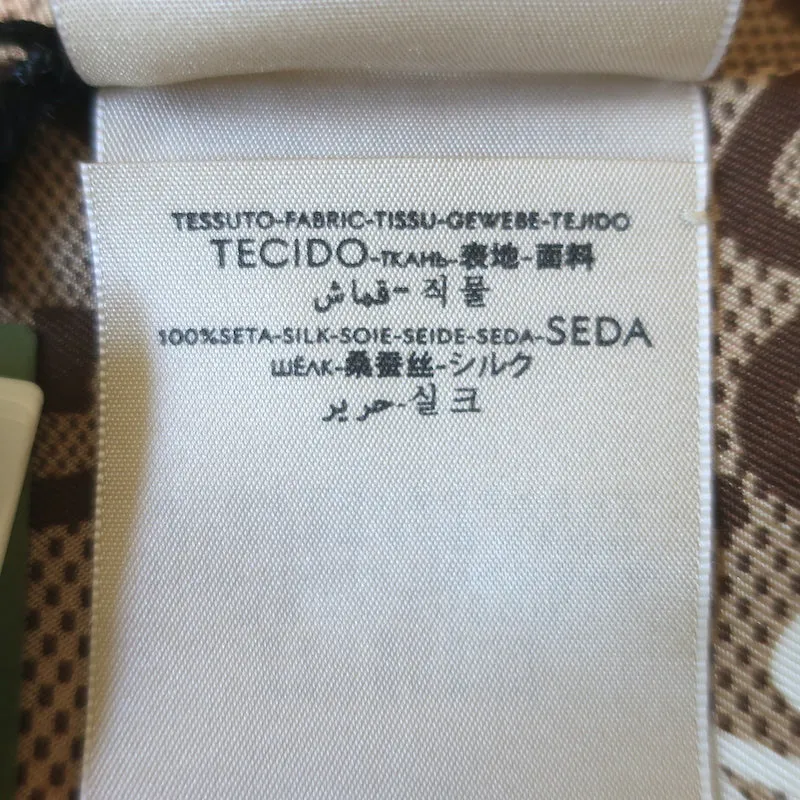 TESSUTO-FABRIC-TISSU-GEWEBE-TEJIDO
TECIDO-ТКАНЬ-表地-面料
قماش-직물
100%SETA-SILK-SOIE-SEIDE-SEDA-SEDA
ШЁЛК-桑蚕丝-シルク
حرير-실크